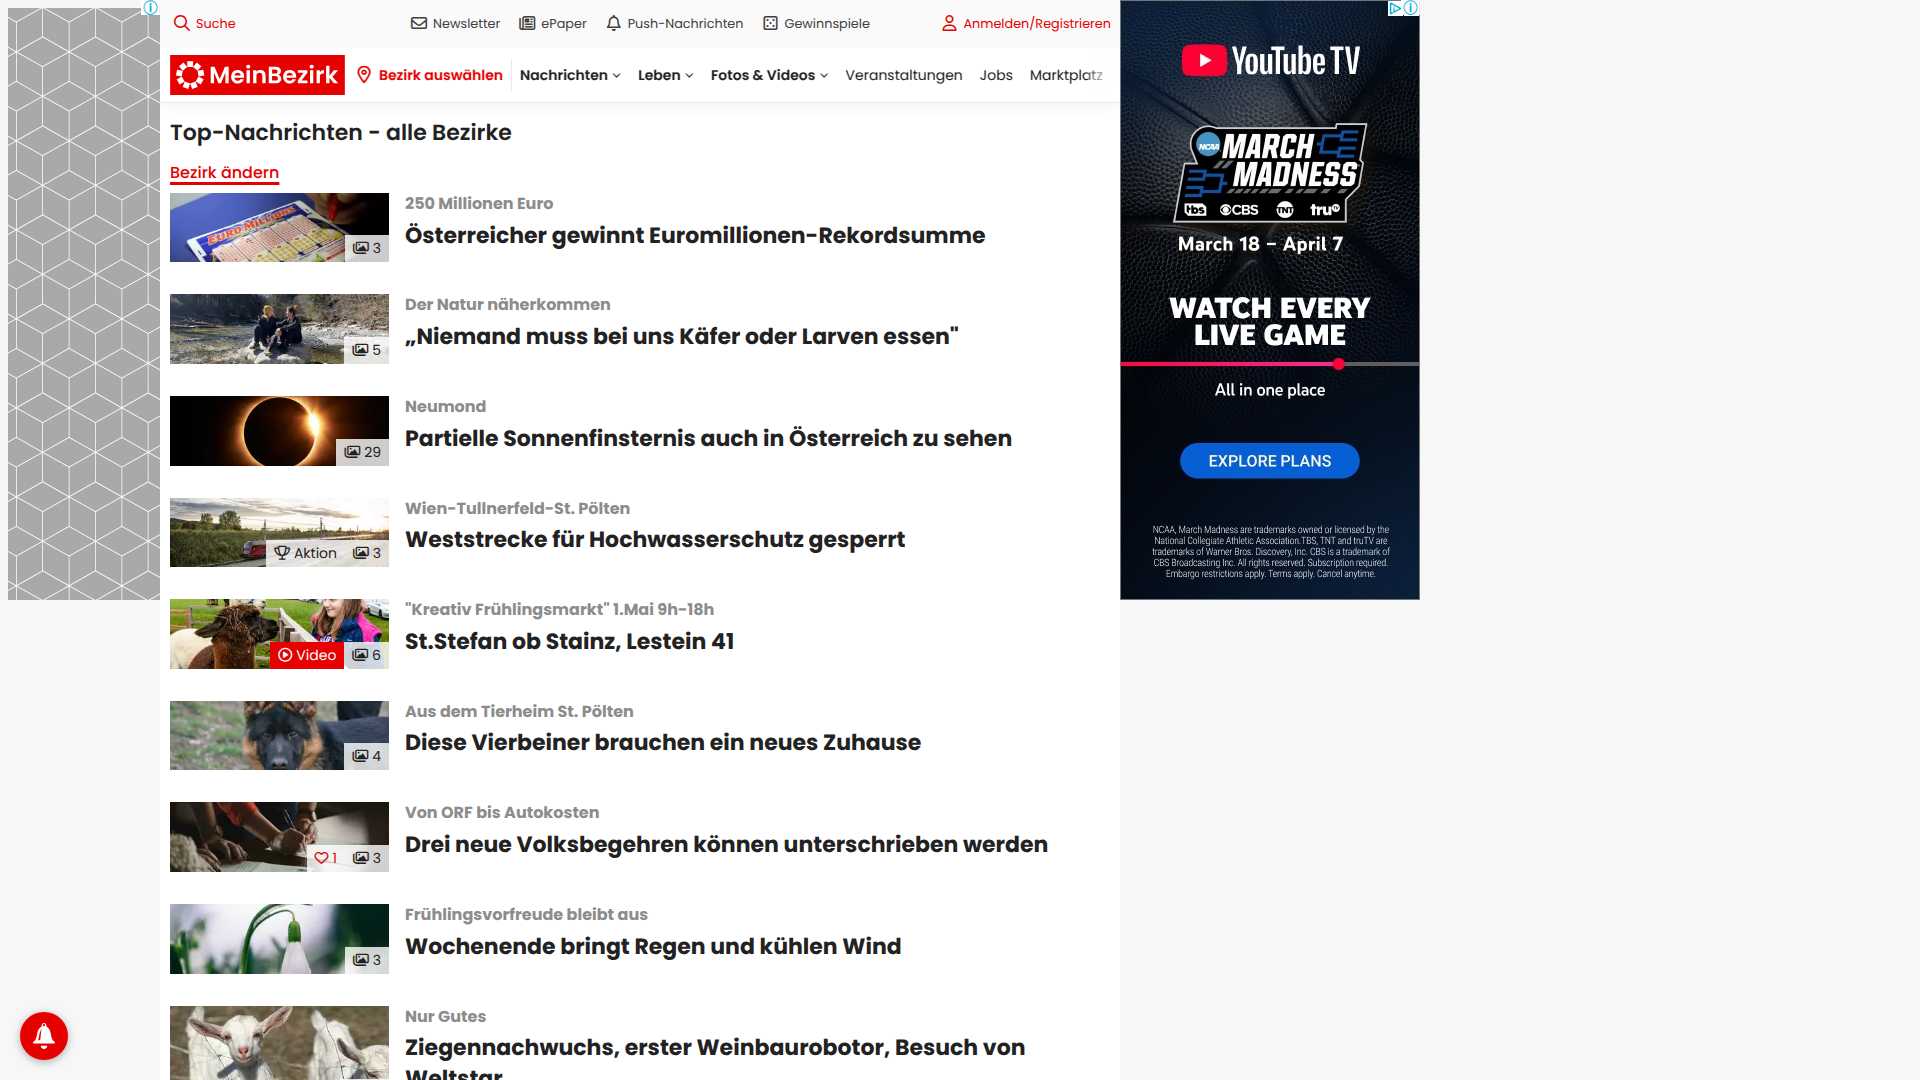 Suche
Newsletter
ePaper
Push-Nachrichten
Gewinnspiele
Anmelden/Registrieren
MeinBezirk
Bezirk auswählen
Nachrichten
Leben
Fotos & Videos
Veranstaltungen
Jobs
Marktplatz
Top-Nachrichten - alle Bezirke
Bezirk ändern
EURO MILLIONS
3
250 Millionen Euro
Österreicher gewinnt Euromillionen-Rekordsumme
5
Der Natur näherkommen
„Niemand muss bei uns Käfer oder Larven essen"
29
Neumond
Partielle Sonnenfinsternis auch in Österreich zu sehen
Aktion
3
Wien-Tullnerfeld-St. Pölten
Weststrecke für Hochwasserschutz gesperrt
Video
6
"Kreativ Frühlingsmarkt" 1.Mai 9h-18h
St.Stefan ob Stainz, Lestein 41
4
Aus dem Tierheim St. Pölten
Diese Vierbeiner brauchen ein neues Zuhause
1
3
Von ORF bis Autokosten
Drei neue Volksbegehren können unterschrieben werden
3
Frühlingsvorfreude bleibt aus
Wochenende bringt Regen und kühlen Wind
Nur Gutes
Ziegennachwuchs, erster Weinbaurobotor, Besuch von
Weltstar
YouTube TV
NCAA
MARCH
MADNESS
tbs CBS TNT truTV
March 18 – April 7
WATCH EVERY
LIVE GAME
All in one place
EXPLORE PLANS
NCAA, March Madness are trademarks owned or licensed by the
National Collegiate Athletic Association. TBS, TNT and truTV are
trademarks of Warner Bros. Discovery, Inc. CBS is a trademark of
CBS Broadcasting Inc. All rights reserved. Subscription required.
Embargo restrictions apply. Terms apply. Cancel anytime.